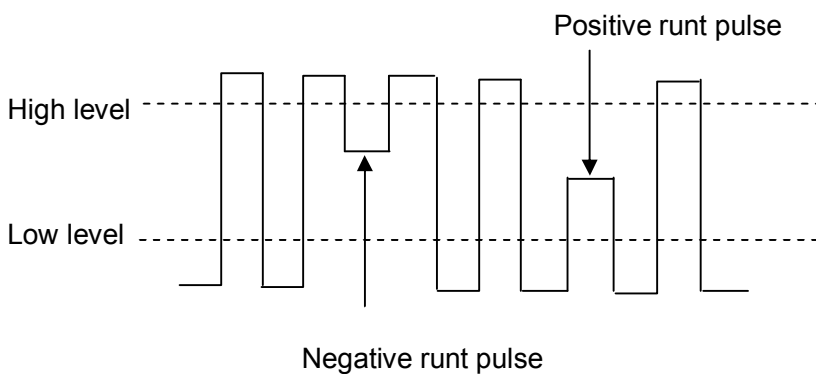 Positive runt pulse
High level
Low level
Negative runt pulse